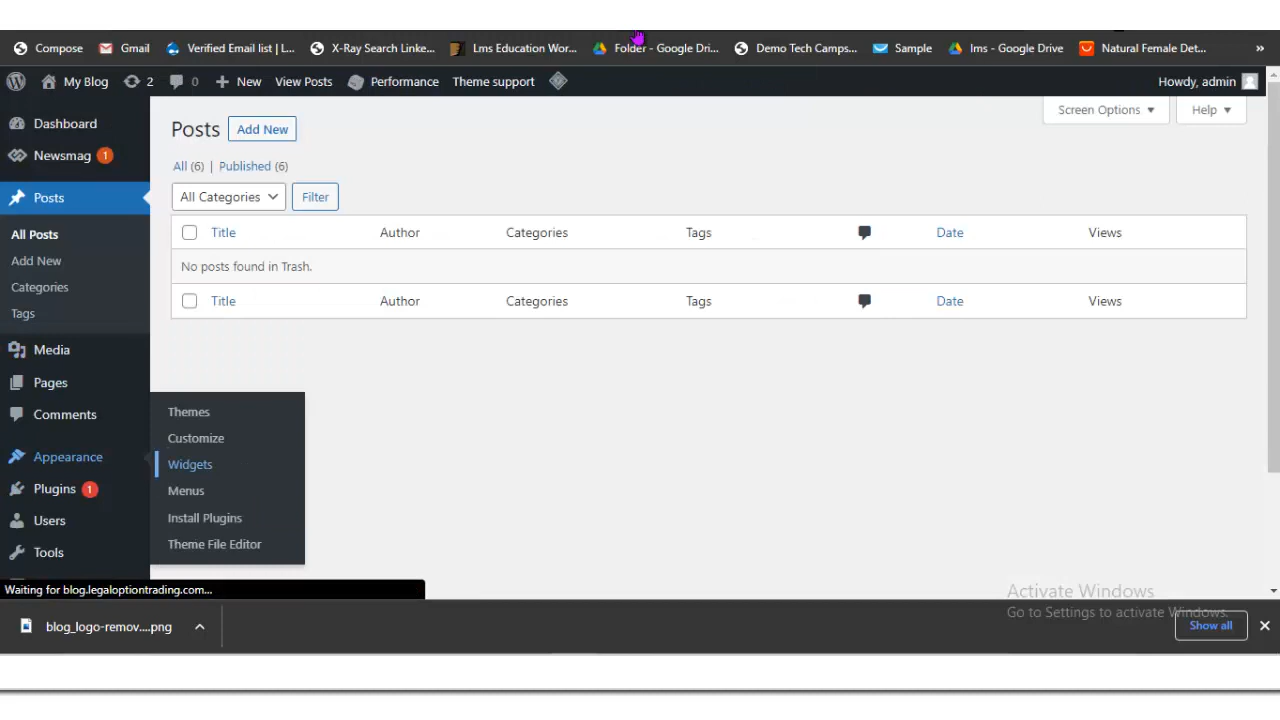 Compose Gmail Verified Email list | L... X-Ray Search Linke... Lms Education Wor... Folder - Google Dri... Demo Tech Camps... Sample lms - Google Drive Natural Female Det... »
My Blog 2 0 + New View Posts Performance Theme support Howdy, admin
Screen Options ▼ Help ▼
Dashboard
Newsmag 1
Posts
All Posts
Add New
Categories
Tags
Media
Pages
Comments
Appearance
Plugins 1
Users
Tools
Posts Add New
All (6) | Published (6)
All Categories Filter
Title Author Categories Tags Date Views
No posts found in Trash.
Title Author Categories Tags Date Views
Themes
Customize
Widgets
Menus
Install Plugins
Theme File Editor
Waiting for blog.legaloptiontrading.com...
Activate Windows
Go to Settings to activate Windows.
blog_logo-remov....png
Show all